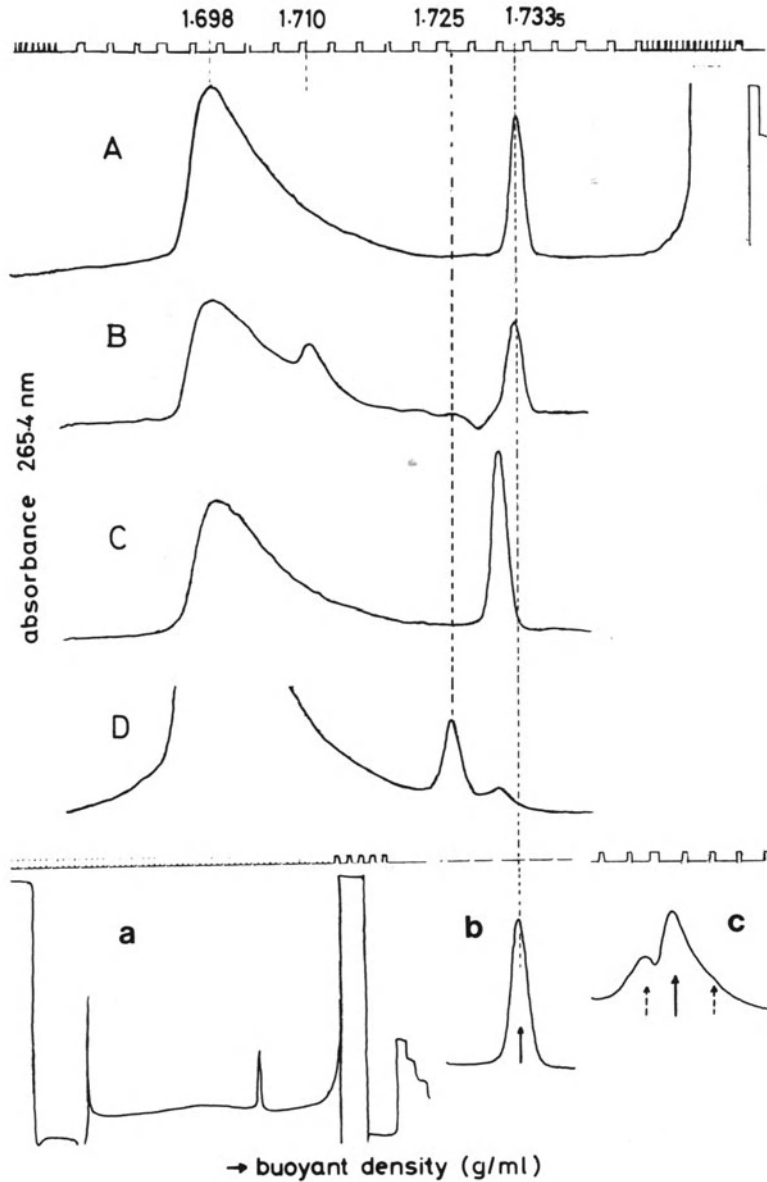 1·698 1·710 1·725 1·733₅
A
B
C
D
absorbance 265·4 nm
a
b
c
→ buoyant density (g/ml)